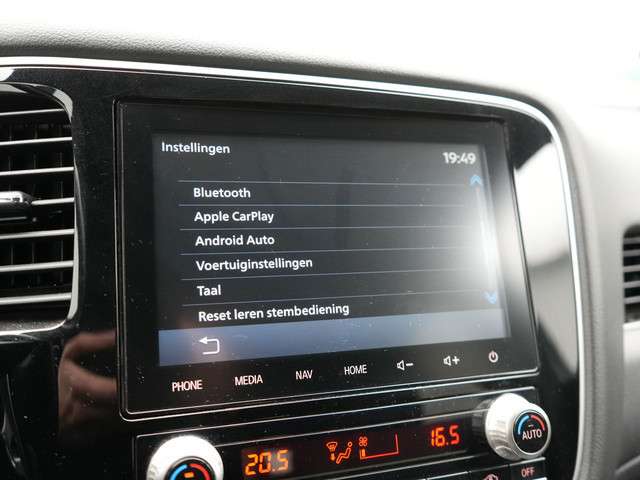 Instellingen
19:49
Bluetooth
Apple CarPlay
Android Auto
Voertuiginstellingen
Taal
Reset leren stembediening
PHONE MEDIA NAV HOME
20.5 16.5 AUTO
OFF